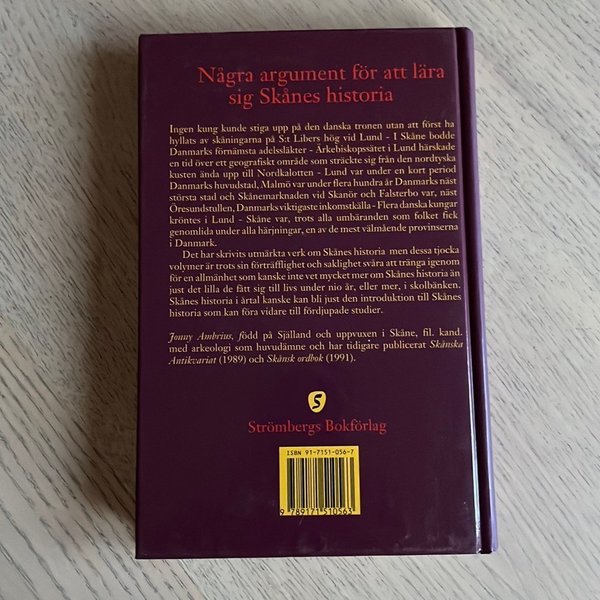 Några argument för att lära
sig Skånes historia
Ingen kung kunde stiga upp på den danska tronen utan att först ha
hyllats av skåningarna på S:t Libers hög vid Lund - I Skåne bodde
Danmarks förnämsta adelssläkter - Ärkebiskopssätet i Lund härskade
en tid över ett geografiskt område som sträckte sig från den nordtyska
kusten ända upp till Nordkalotten - Lund var under en kort period
Danmarks huvudstad, Malmö var under flera hundra år Danmarks näst
största stad och Skånemarknaden vid Skanör och Falsterbo var, näst
Öresundstullen, Danmarks viktigaste inkomstkälla - Flera danska kungar
kröntes i Lund - Skåne var, trots alla umbäranden som folket fick
genomlida under alla härjningar, en av de mest välmående provinserna
i Danmark.
Det har skrivits utmärkta verk om Skånes historia men dessa tjocka
volymer är trots sin förträfflighet och saklighet svåra att tränga igenom
för en allmänhet som kanske inte vet mycket mer om Skånes historia än
just det lilla de fått sig till livs under nio år, eller mer, i skolbänken.
Skånes historia i årtal kanske kan bli just den introduktion till Skånes
historia som kan föra vidare till fördjupade studier.
Jonny Ambrius, född på Själland och uppvuxen i Skåne, fil. kand.
med arkeologi som huvudämne och har tidigare publicerat Skånska
Antikvariat (1989) och Skånsk ordbok (1991).
S
Strömbergs Bokförlag
ISBN 91-7151-056-7
9 789171 510563